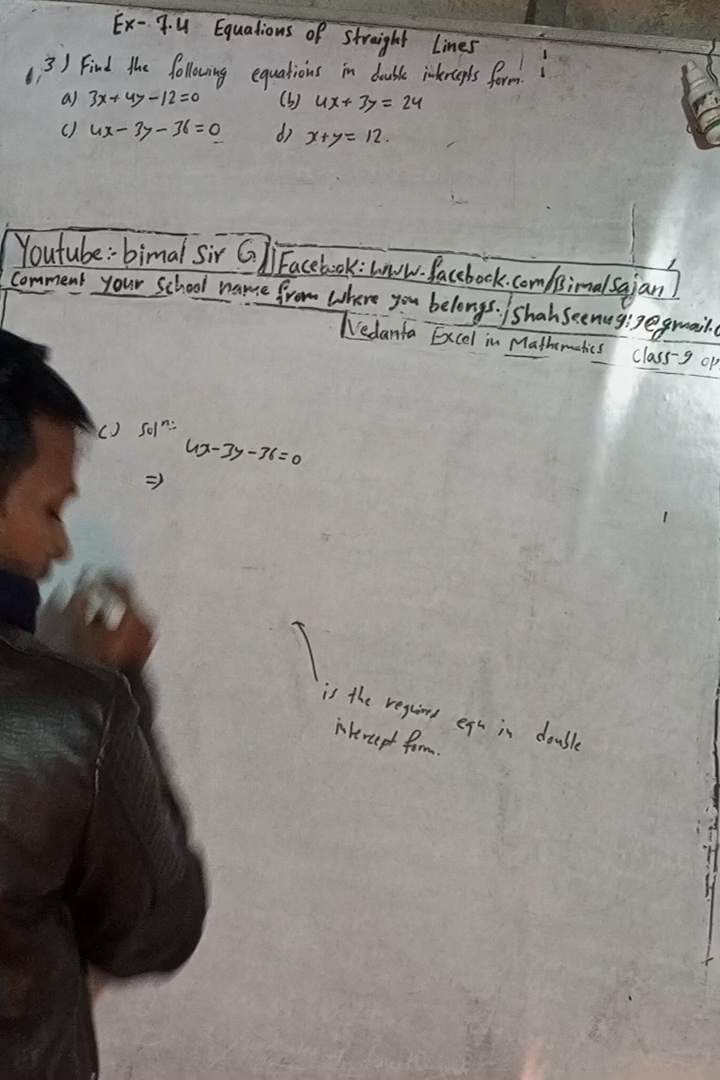 Ex- 7.4 Equations of straight Lines
3) Find the following equations in double intercepts form.
a) 3x+4y-12=0 (b) 4x+3y=24
c) 4x-3y-36=0 d) x+y=12.
Youtube:- bimal Sir G Facebook: www.facebook.com/Bimalsajan
Comment your School name from where you belongs.
Vedanta Excel in Mathematics Class-9
c) Solⁿ:-
4x-3y-36=0
=>
is the required equ in double
intercept form.